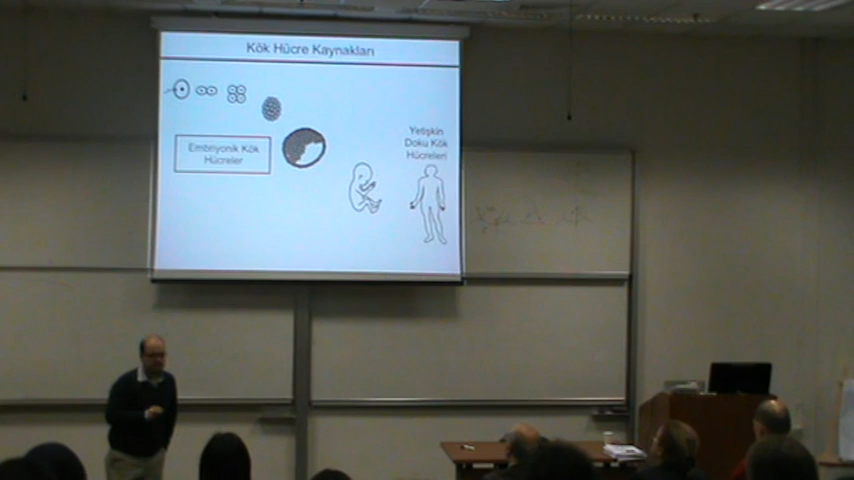 Kök Hücre Kaynakları
Yetişkin
Doku Kök
Hücreleri
Embriyonik Kök
Hücreler